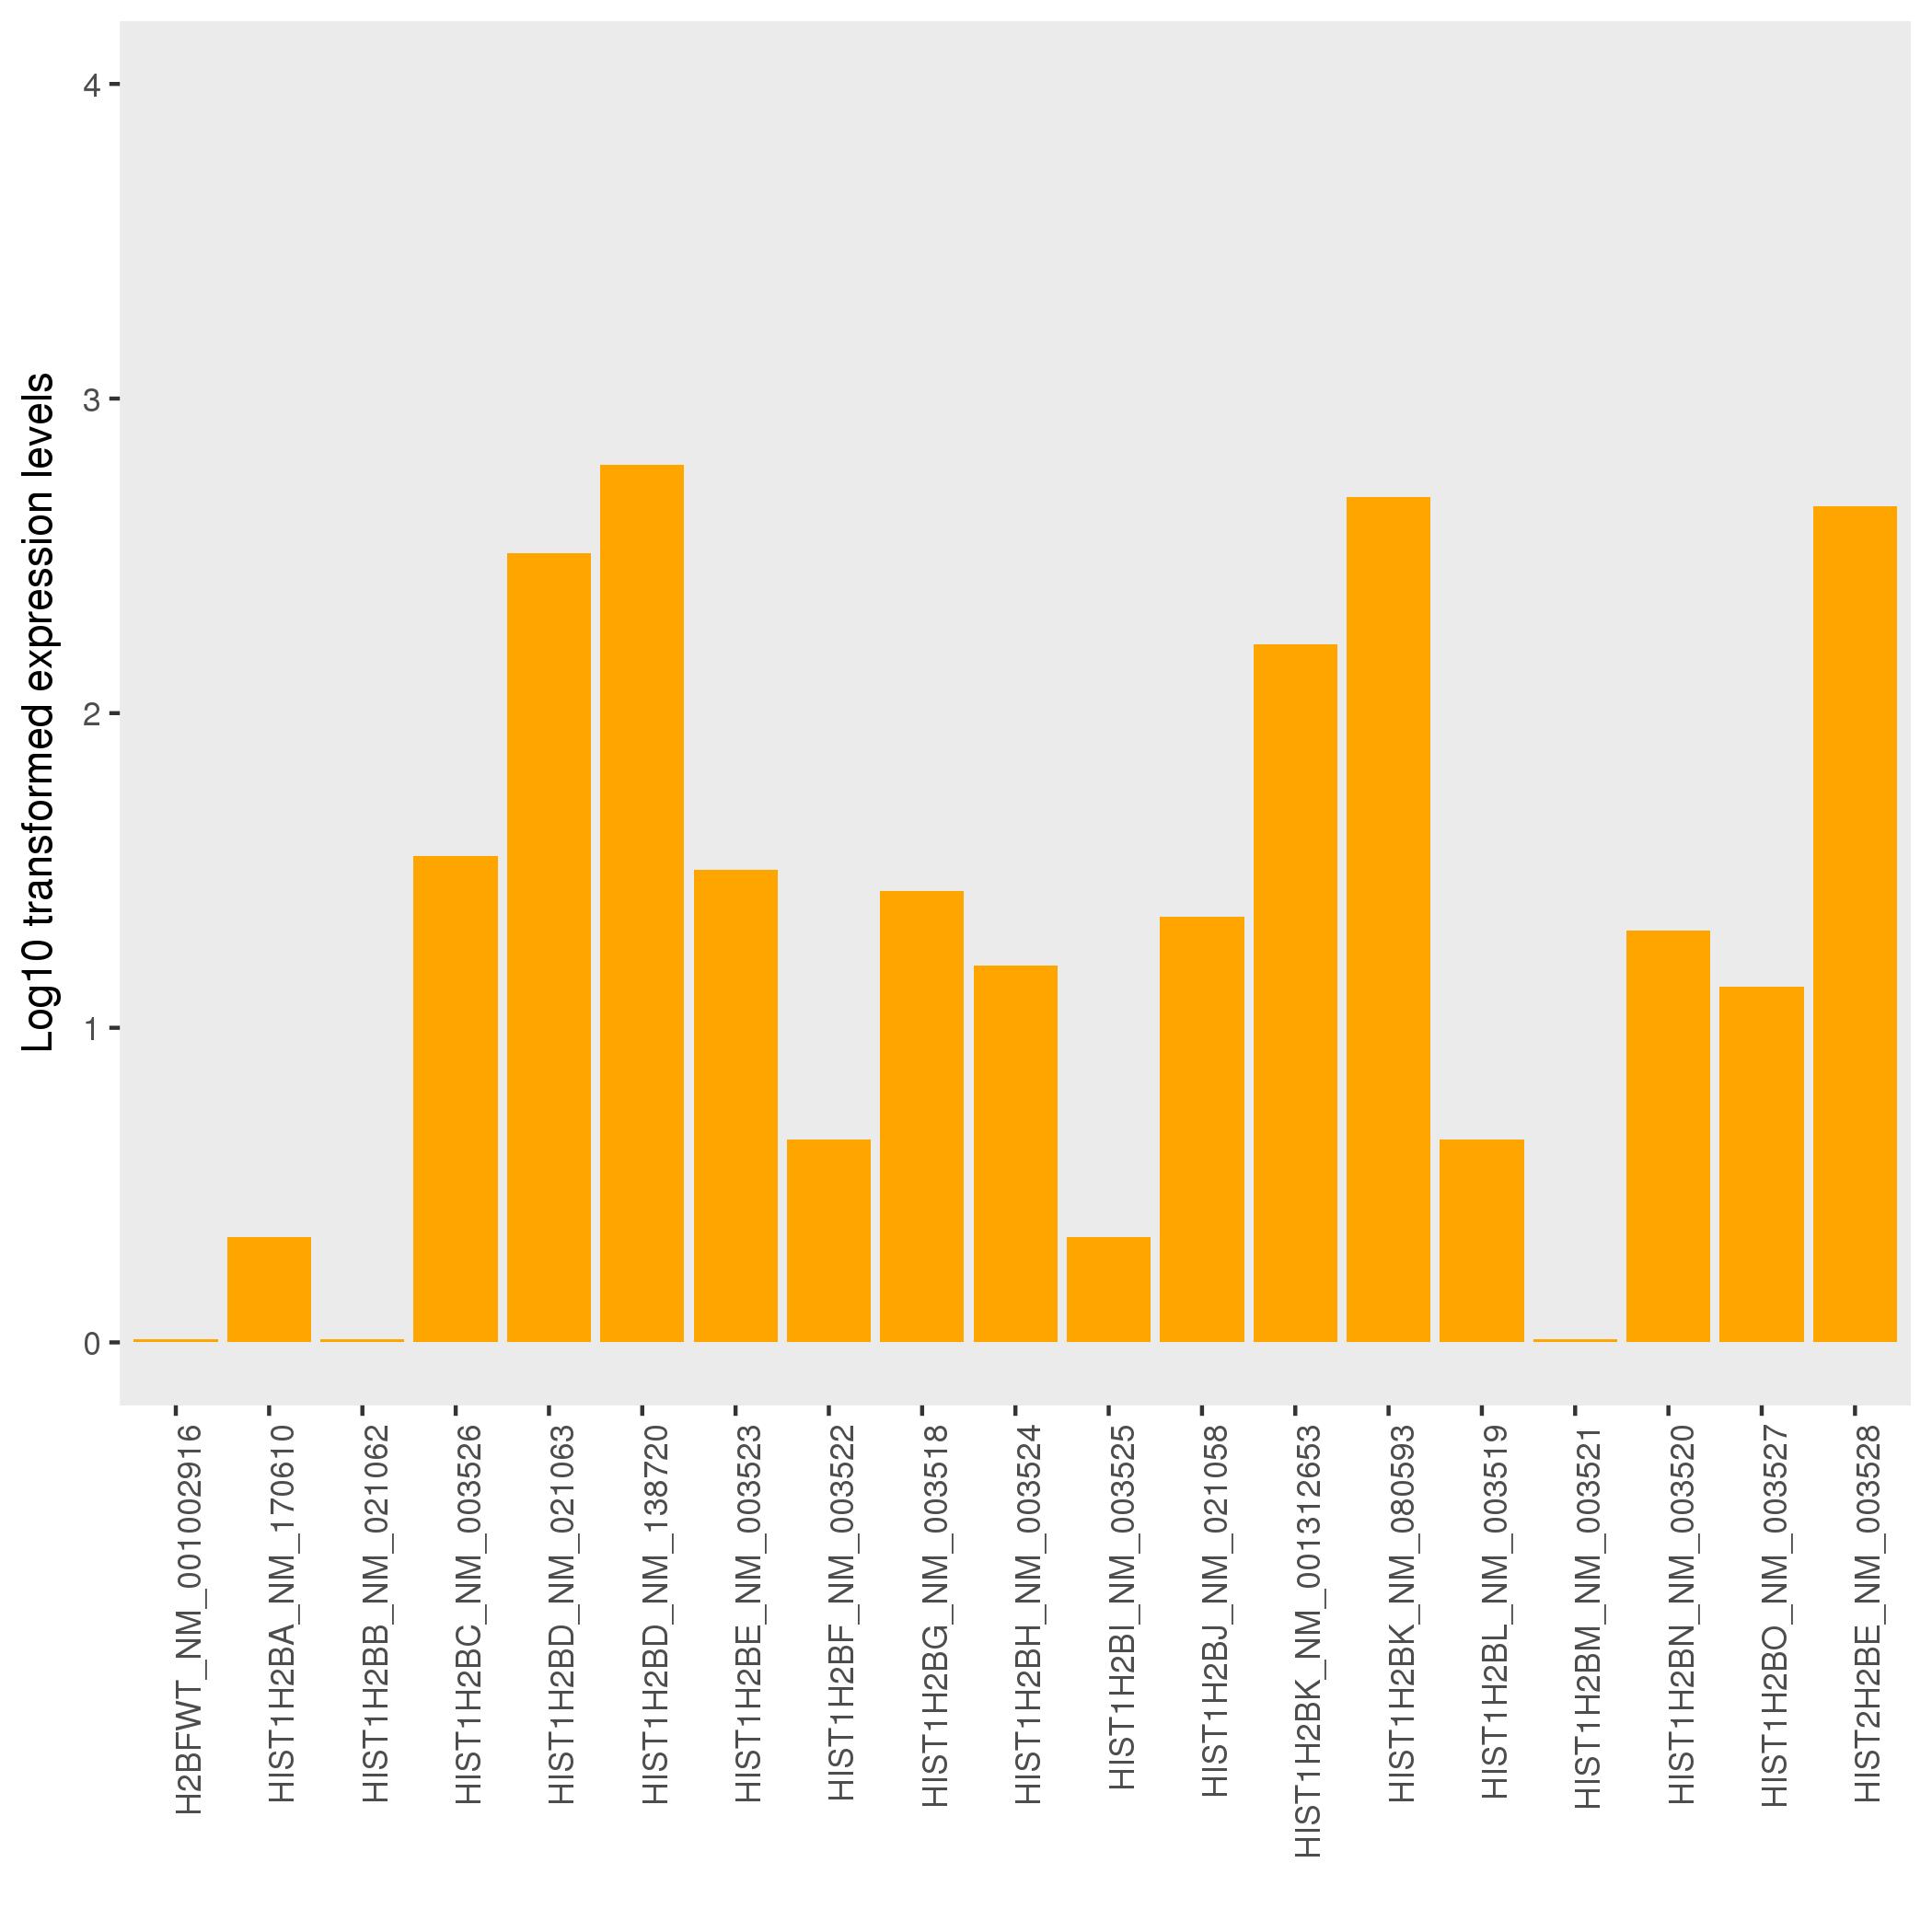 Log10 transformed expression levels
4
3
2
1
0
H2BFWT_NM_001002916
HIST1H2BA_NM_170610
HIST1H2BB_NM_021062
HIST1H2BC_NM_003526
HIST1H2BD_NM_021063
HIST1H2BD_NM_138720
HIST1H2BE_NM_003523
HIST1H2BF_NM_003522
HIST1H2BG_NM_003518
HIST1H2BH_NM_003524
HIST1H2BI_NM_003525
HIST1H2BJ_NM_021058
HIST1H2BK_NM_001312653
HIST1H2BK_NM_080593
HIST1H2BL_NM_003519
HIST1H2BM_NM_003521
HIST1H2BN_NM_003520
HIST1H2BO_NM_003527
HIST2H2BE_NM_003528